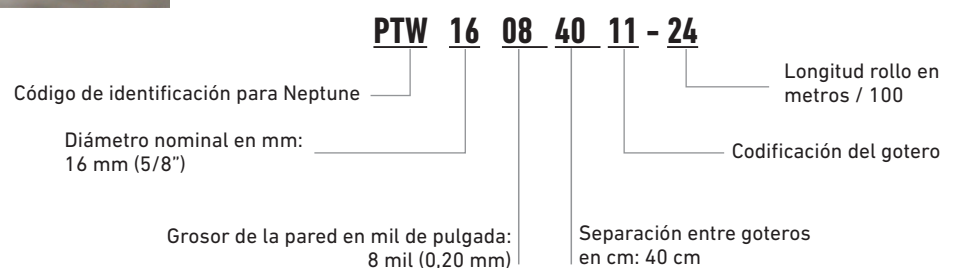 PTW 16 08 40 11 - 24
Longitud rollo en
metros / 100
Código de identificación para Neptune
Diámetro nominal en mm:
16 mm (5/8")
Codificación del gotero
Grosor de la pared en mil de pulgada:
8 mil (0,20 mm)
Separación entre goteros
en cm: 40 cm